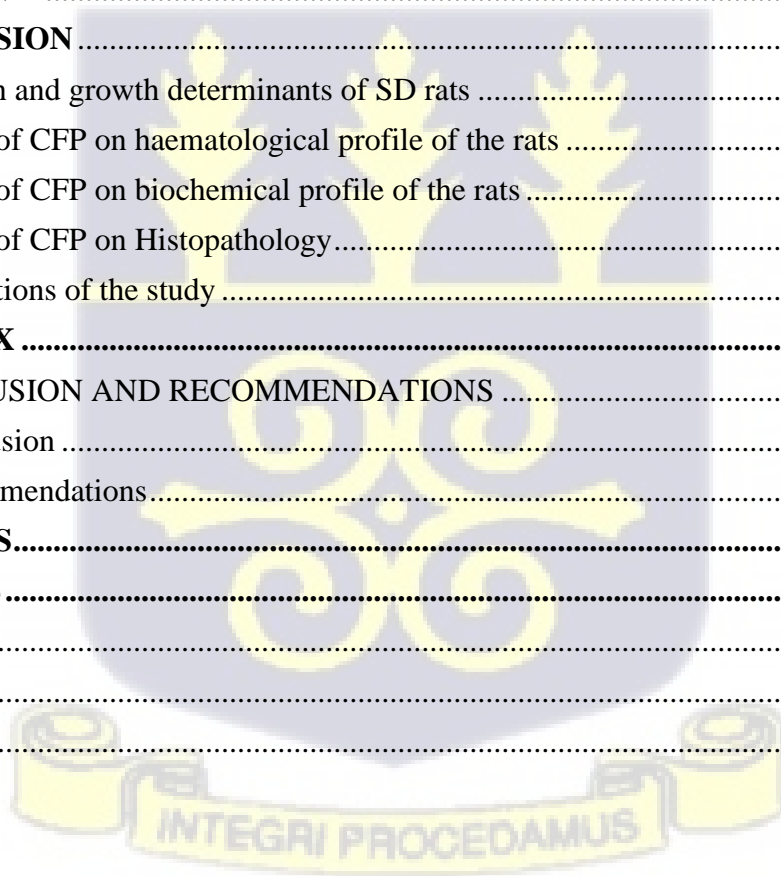 SION........................................................
n and growth determinants of SD rats ........................................
of CFP on haematological profile of the rats ...........................
of CFP on biochemical profile of the rats.................................
of CFP on Histopathology.........................................................
tions of the study .......................................................................
X ..................................................................................
USION AND RECOMMENDATIONS ....................................
sion ...........................................................................................
mendations................................................................................
S....................................................................................
......................................................................................
......................................................................................
......................................................................................
......................................................................................
INTEGRI PROCEDAMUS